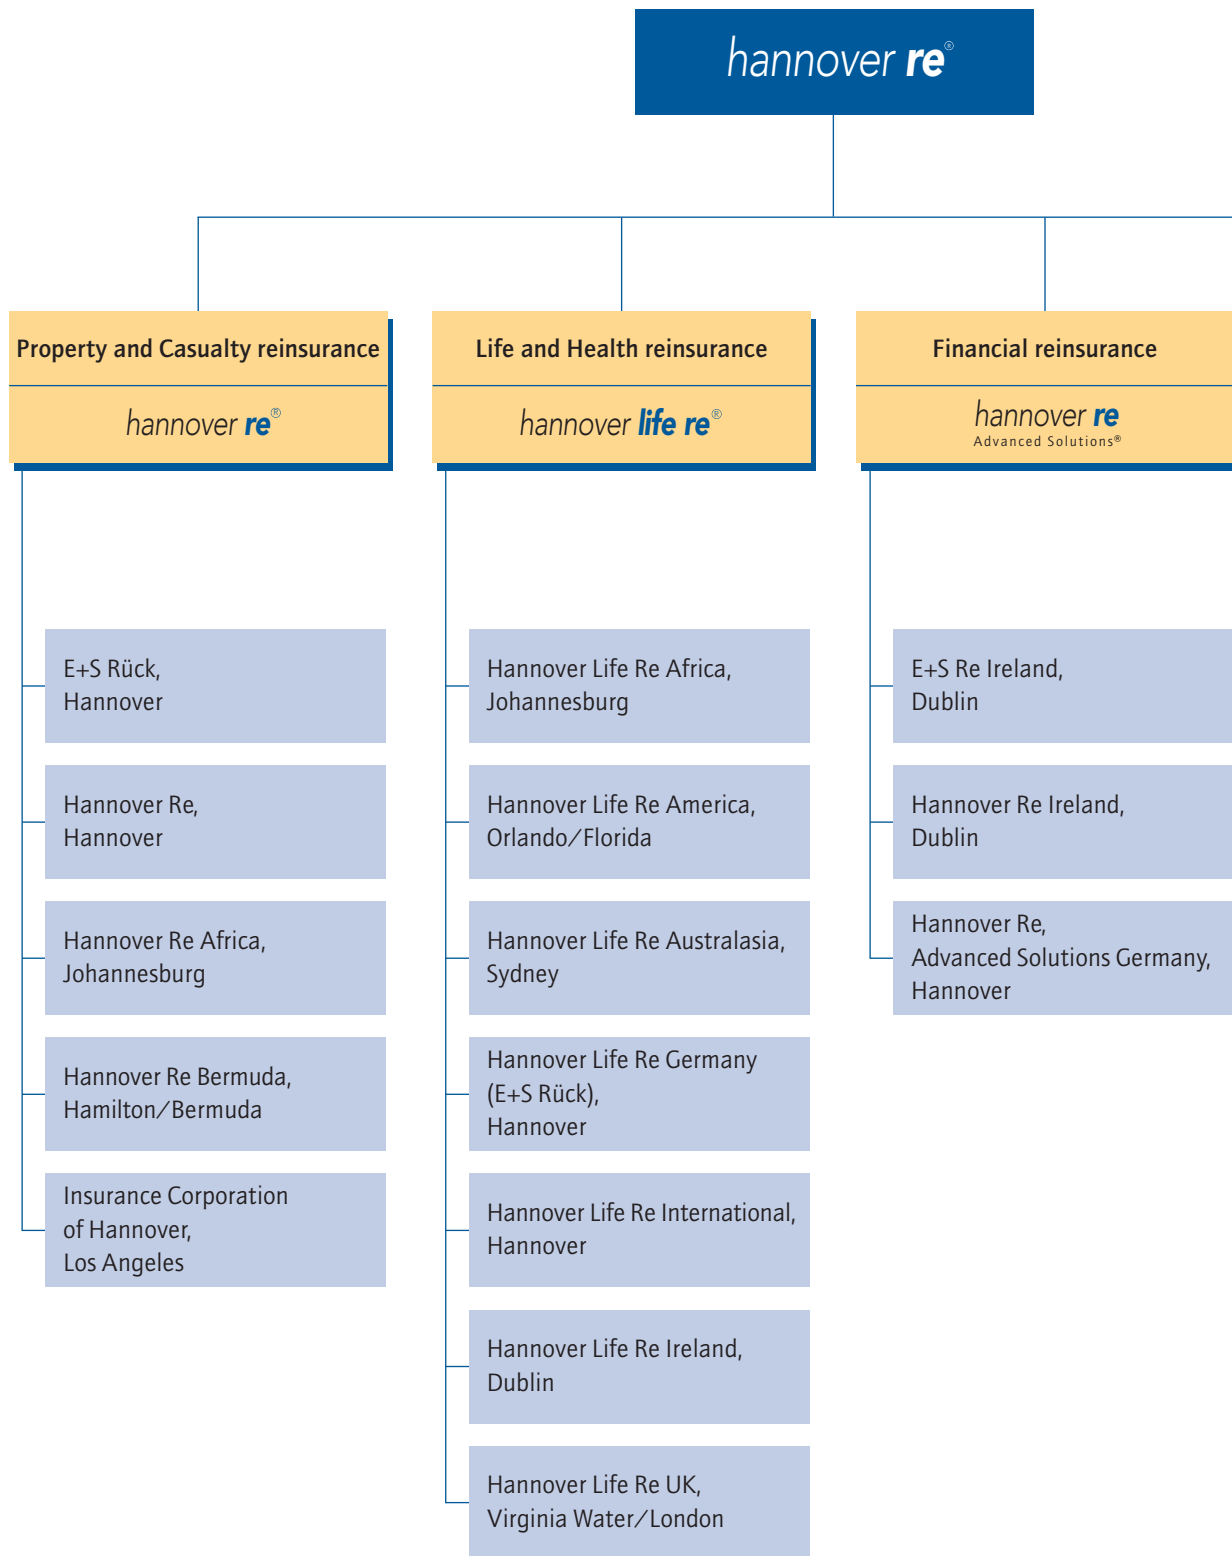 hannover re®
Property and Casualty reinsurance
hannover re®
E+S Rück,
Hannover
Hannover Re,
Hannover
Hannover Re Africa,
Johannesburg
Hannover Re Bermuda,
Hamilton/Bermuda
Insurance Corporation
of Hannover,
Los Angeles
Life and Health reinsurance
hannover life re®
Hannover Life Re Africa,
Johannesburg
Hannover Life Re America,
Orlando/Florida
Hannover Life Re Australasia,
Sydney
Hannover Life Re Germany
(E+S Rück),
Hannover
Hannover Life Re International,
Hannover
Hannover Life Re Ireland,
Dublin
Hannover Life Re UK,
Virginia Water/London
Financial reinsurance
hannover re
Advanced Solutions®
E+S Re Ireland,
Dublin
Hannover Re Ireland,
Dublin
Hannover Re,
Advanced Solutions Germany,
Hannover